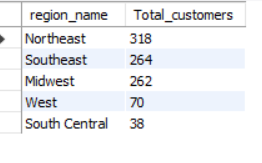 region_name Total_customers
Northeast 318
Southeast 264
Midwest 262
West 70
South Central 38